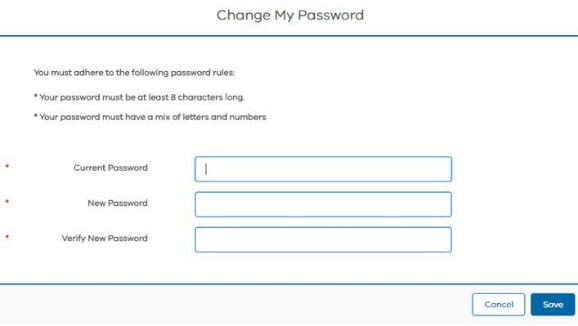 Change My Password
You must adhere to the following password rules:
* Your password must be at least 8 characters long.
* Your password must have a mix of letters and numbers
* Current Password
* New Password
* Verify New Password
Cancel Save